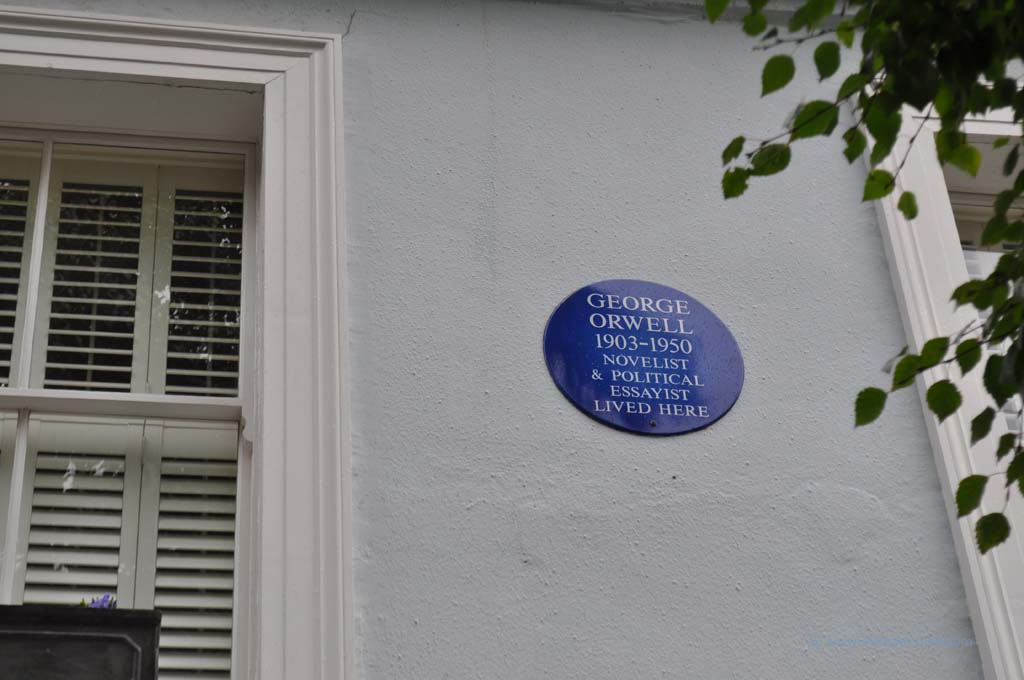 GEORGE
ORWELL
1903-1950
NOVELIST
& POLITICAL
ESSAYIST
LIVED HERE